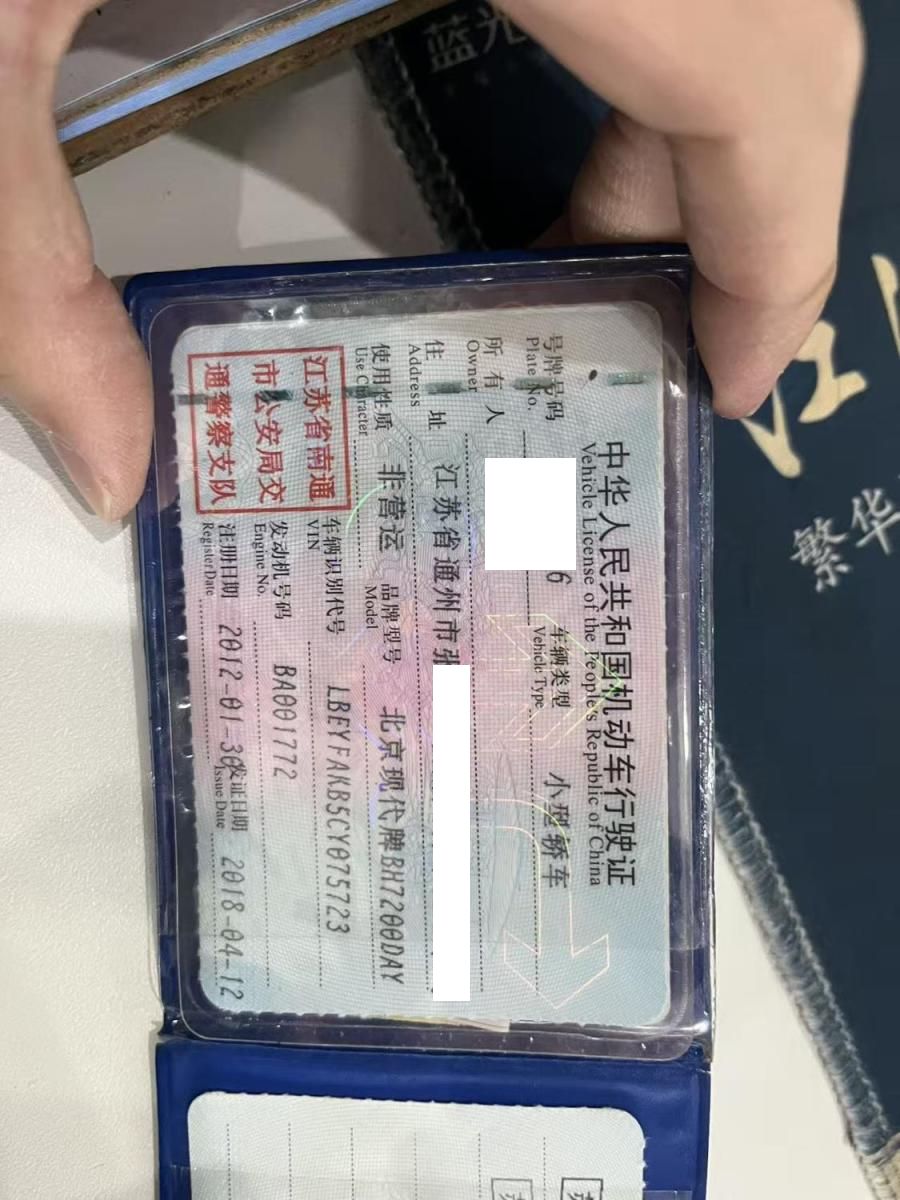 中华人民共和国机动车行驶证
Vehicle License of the People's Republic of China
号牌号码 6 车辆类型 小型轿车
Plate No. Vehicle Type
所有人
Owner
住址 江苏省通州市张
Address
使用性质 非营运 品牌型号 北京现代牌BH7200DAY
Use Character Model
江苏省南通
市公安局交
通警察支队
车辆识别代号 LBEYFAKB5CY075723
VIN
发动机号码 BA001772
Engine No.
注册日期 2012-01-30 发证日期 2018-04-12
Register Date Issue Date
蓝光
繁华